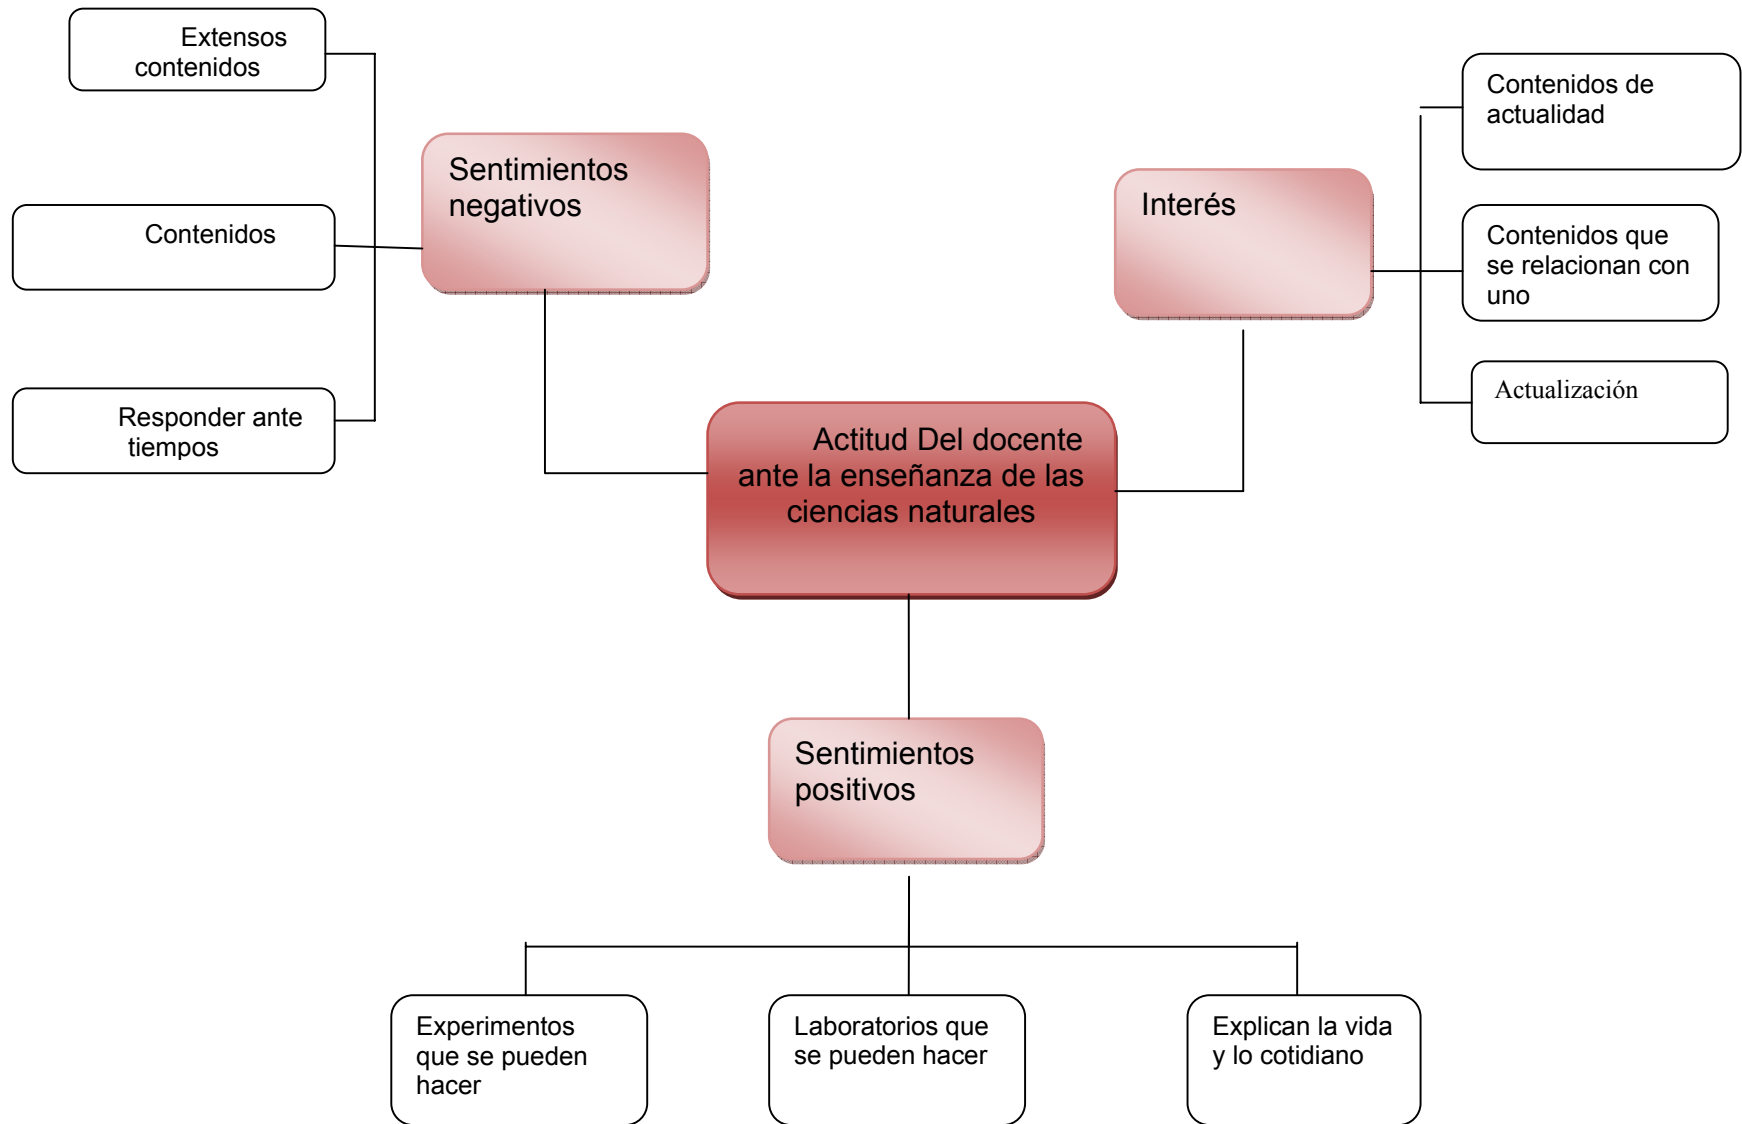 Extensos
contenidos
Contenidos
Responder ante
tiempos
Sentimientos
negativos
Interés
Contenidos de
actualidad
Contenidos que
se relacionan con
uno
Actualización
Actitud Del docente
ante la enseñanza de las
ciencias naturales
Sentimientos
positivos
Experimentos
que se pueden
hacer
Laboratorios que
se pueden hacer
Explican la vida
y lo cotidiano